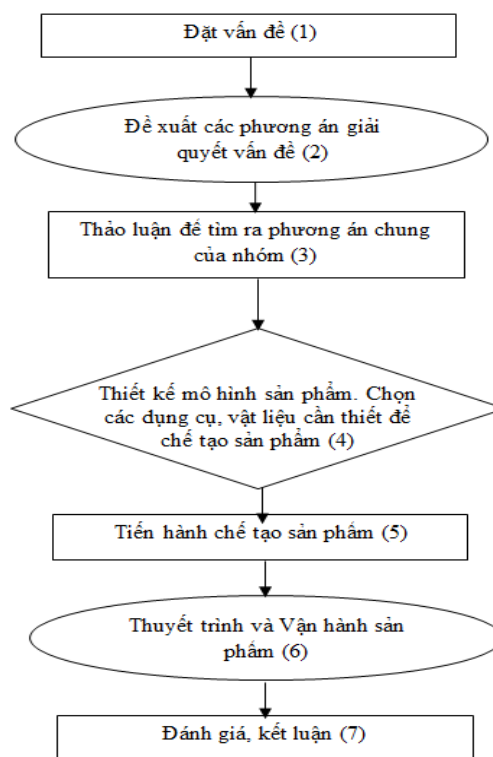 Đặt vấn đề (1)
Đề xuất các phương án giải
quyết vấn đề (2)
Thảo luận để tìm ra phương án chung
của nhóm (3)
Thiết kế mô hình sản phẩm. Chọn
các dụng cụ, vật liệu cần thiết để
chế tạo sản phẩm (4)
Tiến hành chế tạo sản phẩm (5)
Thuyết trình và Vận hành sản
phẩm (6)
Đánh giá, kết luận (7)